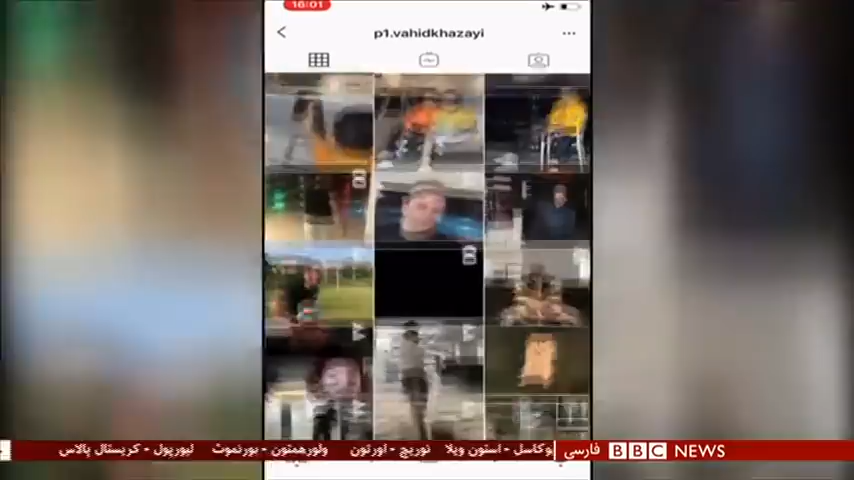 16:01
p1.vahidkhazayi
لیورپول - کریستال پالاس ولورهمتون - بورنموث نوریچ - اورتون وکاسل - استون ویلا فارسی BBC NEWS